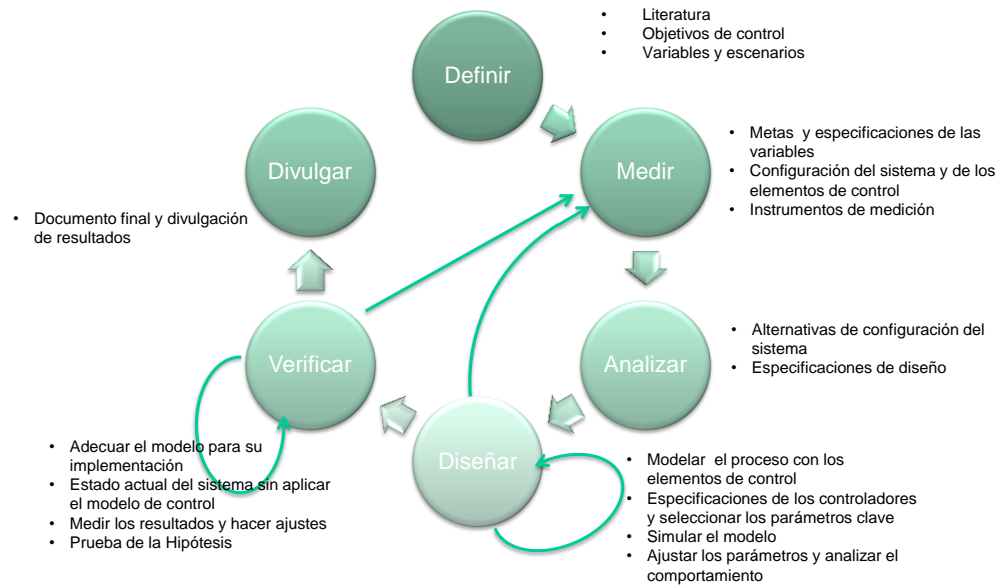 Definir
• Literatura
• Objetivos de control
• Variables y escenarios
Medir
• Metas y especificaciones de las
variables
• Configuración del sistema y de los
elementos de control
• Instrumentos de medición
Analizar
• Alternativas de configuración del
sistema
• Especificaciones de diseño
Diseñar
• Modelar el proceso con los
elementos de control
• Especificaciones de los controladores
y seleccionar los parámetros clave
• Simular el modelo
• Ajustar los parámetros y analizar el
comportamiento
Verificar
• Adecuar el modelo para su
implementación
• Estado actual del sistema sin aplicar
el modelo de control
• Medir los resultados y hacer ajustes
• Prueba de la Hipótesis
Divulgar
• Documento final y divulgación
de resultados